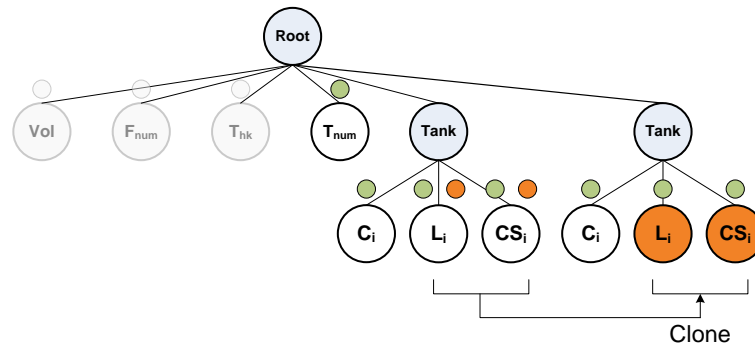 Root
Vol
Fnum
Thk
Tnum
Tank
Tank
Ci
Li
CSi
Ci
Li
CSi
Clone